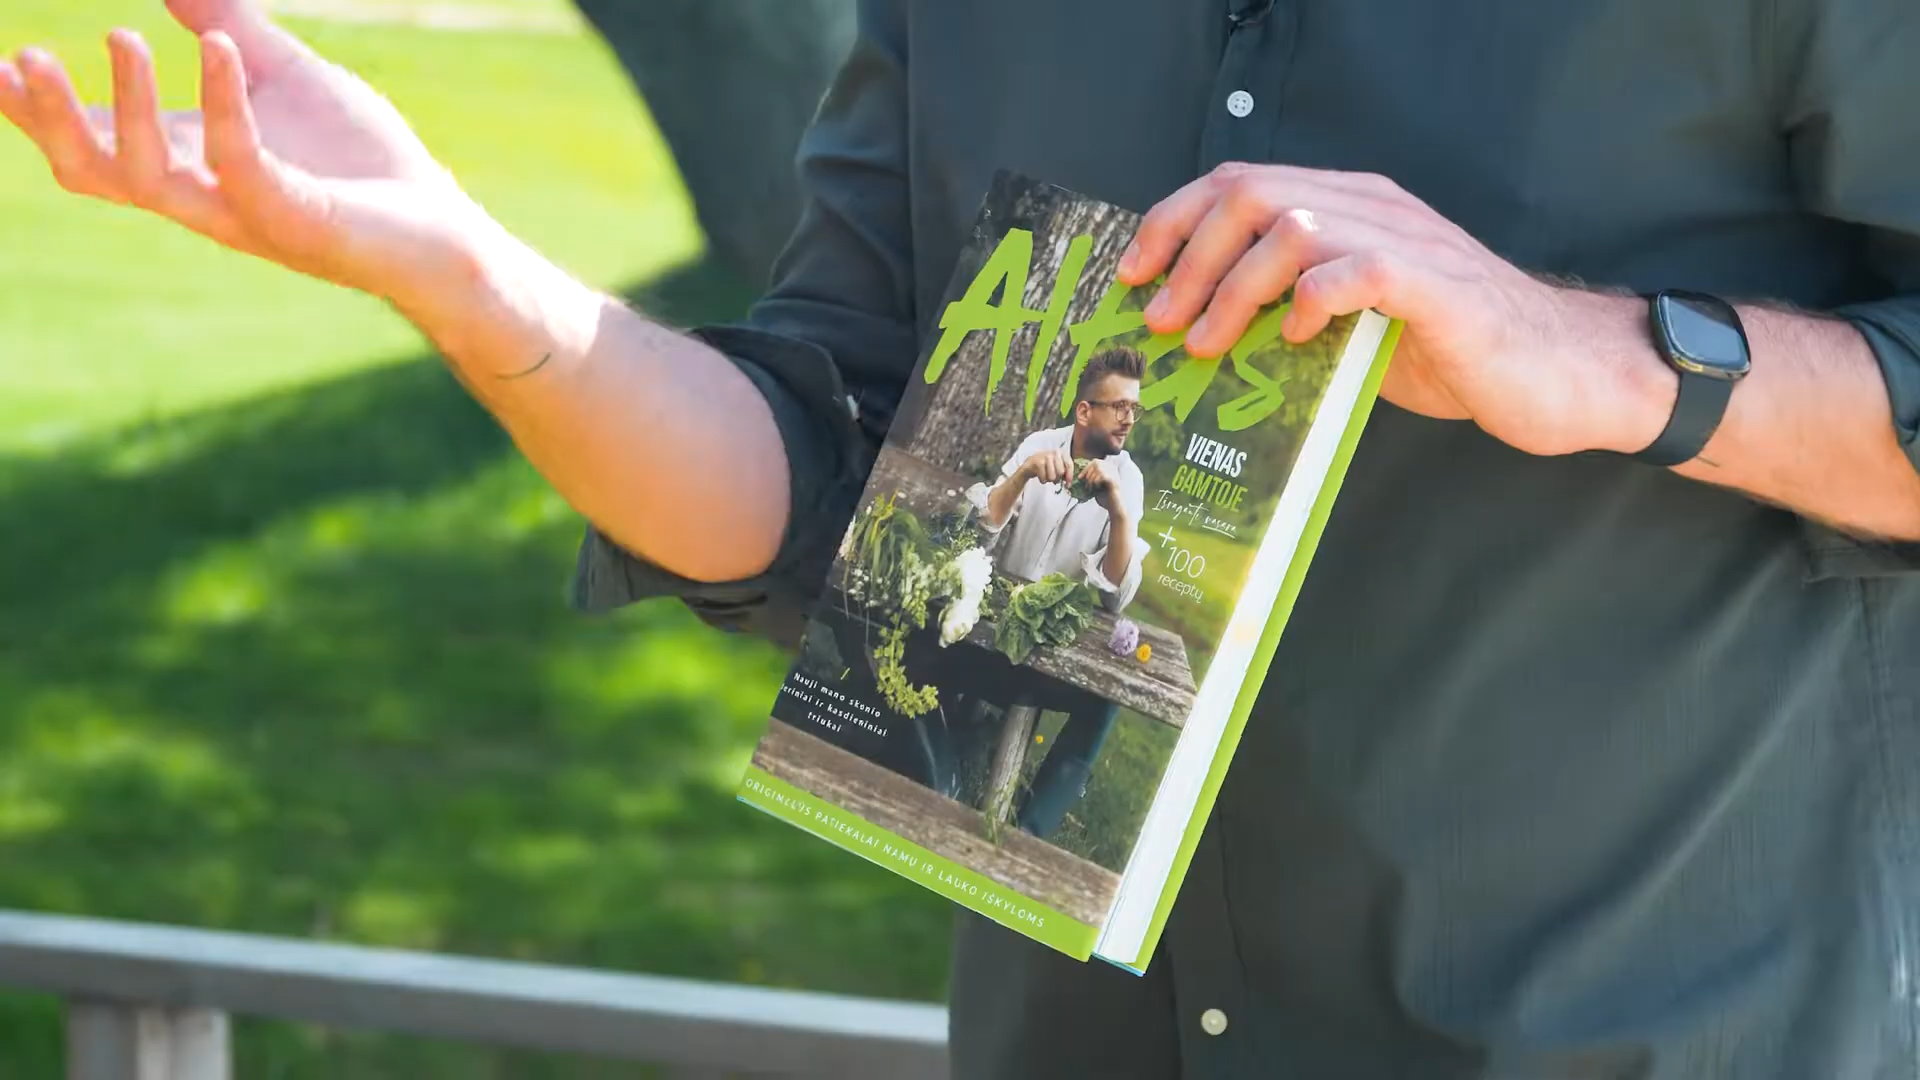 Alfas
VIENAS
GAMTOJE
Išragauti vasarą
+100
receptų
Nauji mano skonio
deriniai ir kasdieniniai
triukai
ORIGINALŪS PATIEKALAI NAMŲ IR LAUKO IŠKYLOMS